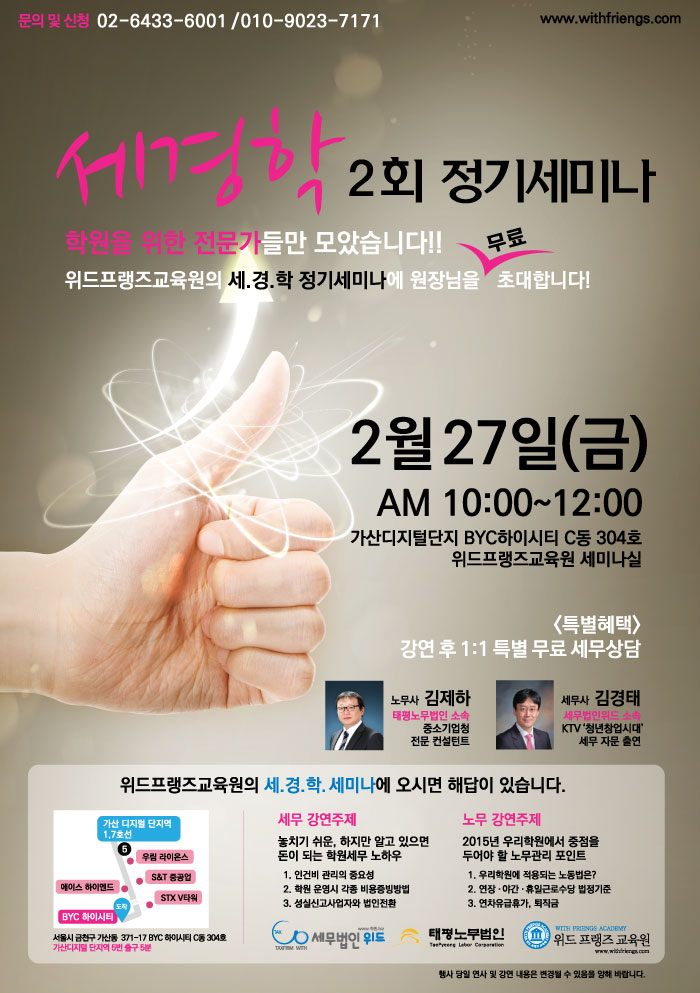 문의 및 신청 02-6433-6001 /010-9023-7171
www.withfriengs.com
세경학 2회 정기세미나
학원을 위한 전문가들만 모았습니다!!
무료
위드프랭즈교육원의 세.경.학 정기세미나에 원장님을 초대합니다!
2월 27일(금)
AM 10:00~12:00
가산디지털단지 BYC하이시티 C동 304호
위드프랭즈교육원 세미나실
<특별혜택>
강연 후 1:1 특별 무료 세무상담
노무사 김제하
태평노무법인 소속
중소기업청
전문 컨설턴트
세무사 김경태
세무법인위드 소속
KTV '청년창업시대'
세무 자문 출연
위드프랭즈교육원의 세.경.학. 세미나에 오시면 해답이 있습니다.
가산 디지털 단지역
1,7호선
5
우림 라이온스
S&T 중공업
에이스 하이엔드
STX V타워
도착
BYC 하이시티
서울시 금천구 가산동 371-17 BYC 하이시티 C동 304호
가산디지털 단지역 5번 출구 5분
세무 강연주제
놓치기 쉬운, 하지만 알고 있으면
돈이 되는 학원세무 노하우
1. 인건비 관리의 중요성
2. 학원 운영시 각종 비용증빙방법
3. 성실신고사업자와 법인전환
노무 강연주제
2015년 우리학원에서 중점을
두어야 할 노무관리 포인트
1. 우리학원에 적용되는 노동법은?
2. 연장·야간·휴일근로수당 법정기준
3. 연차유급휴가, 퇴직금
TAX
TAXFIRM WITH
세무법인 위드
태평노무법인
TaePyeong Labor Corporation
WITH FRIENGS ACADEMY
위드 프랭즈 교육원
www.withfriengs.com
행사 당일 연사 및 강연 내용은 변경될 수 있음을 양해 바랍니다.